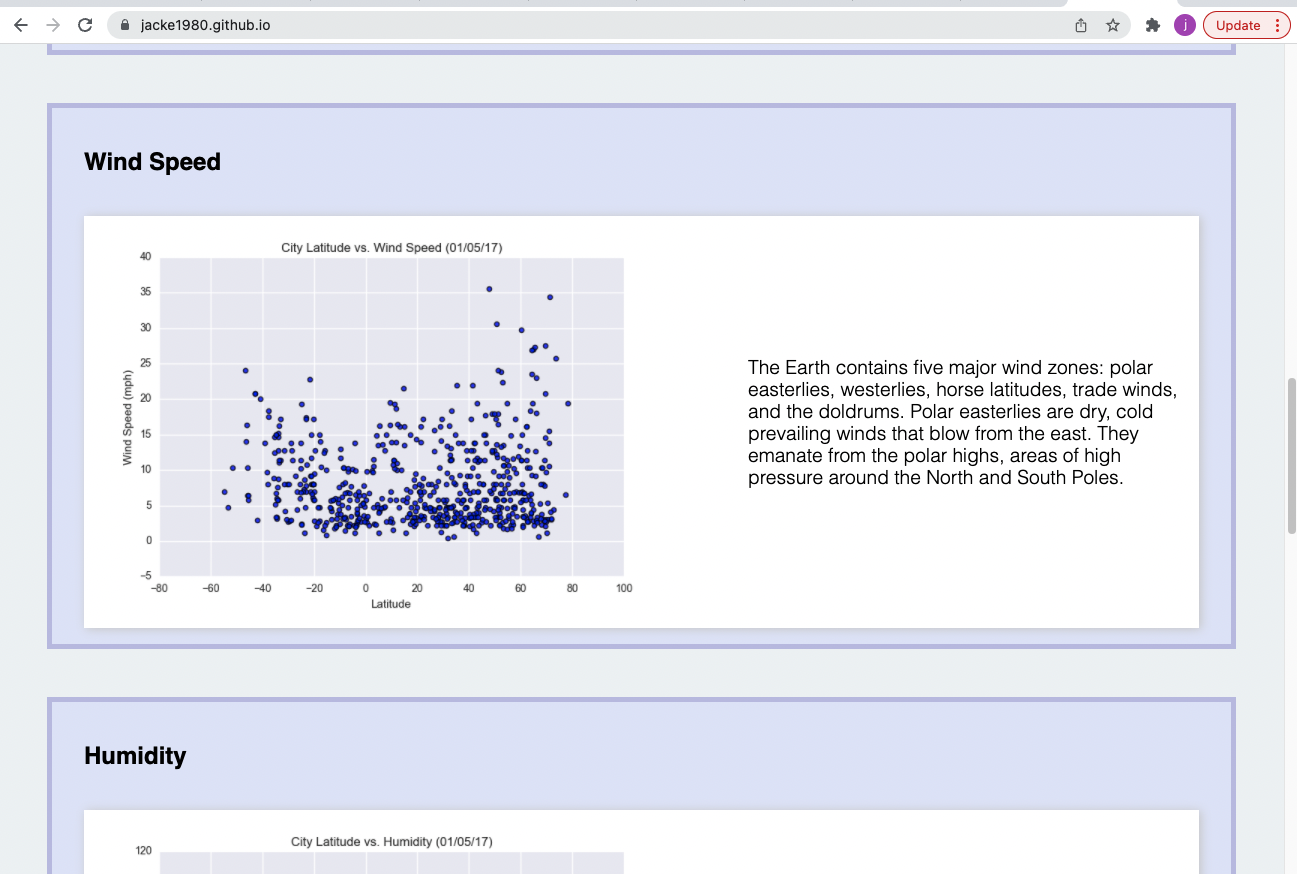 jacke1980.github.io
j
Update
Wind Speed
City Latitude vs. Wind Speed (01/05/17)
40
35
30
25
20
15
10
5
0
−5
Wind Speed (mph)
−80 −60 −40 −20 0 20 40 60 80 100
Latitude
The Earth contains five major wind zones: polar
easterlies, westerlies, horse latitudes, trade winds,
and the doldrums. Polar easterlies are dry, cold
prevailing winds that blow from the east. They
emanate from the polar highs, areas of high
pressure around the North and South Poles.
Humidity
City Latitude vs. Humidity (01/05/17)
120